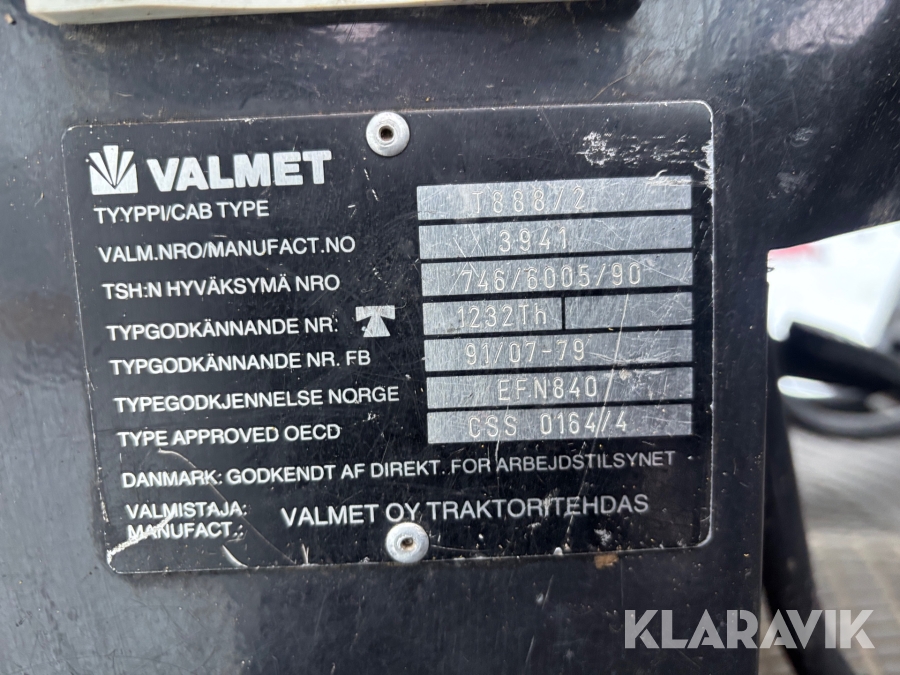 VALMET
TYYPPI/CAB TYPE T888/2
VALM.NRO/MANUFACT.NO 3941
TSH:N HYVÄKSYMÄ NRO 746/6005/90
TYPGODKÄNNANDE NR: 1232Th
TYPGODKÄNNANDE NR. FB 91/07-79
TYPEGODKJENNELSE NORGE EFN840
TYPE APPROVED OECD CSS 0164/4
DANMARK: GODKENDT AF DIREKT. FOR ARBEJDSTILSYNET
VALMISTAJA: VALMET OY TRAKTORITEHDAS
MANUFACT.:
KLARAVIK